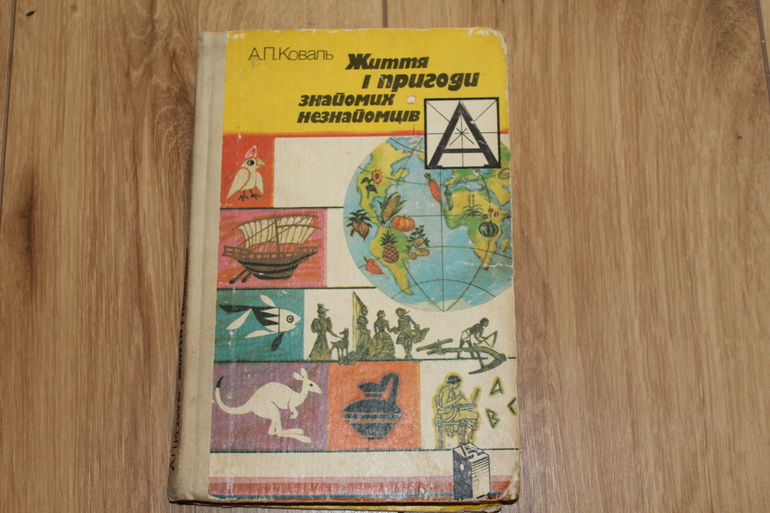 А.П.Коваль
Життя
і пригоди
знайомих
незнайомців
А
A
B
C